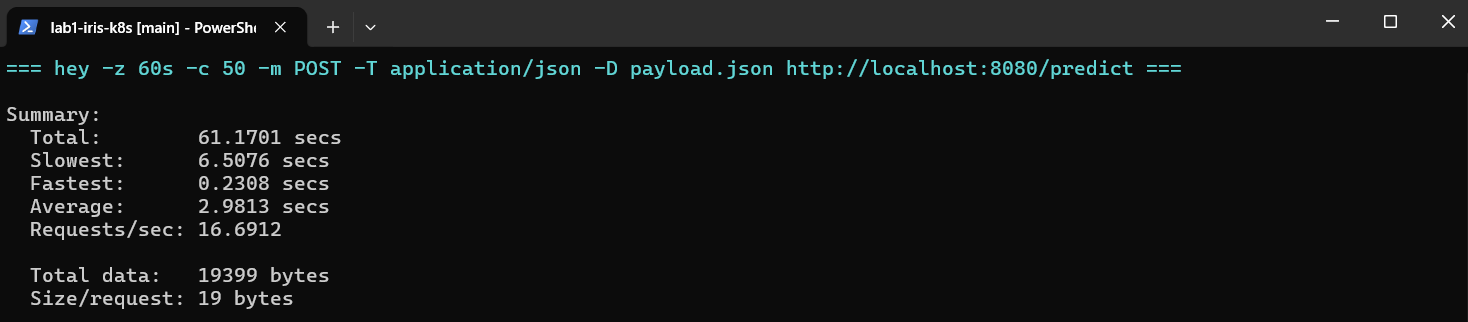 lab1-iris-k8s [main] - PowerShe
=== hey -z 60s -c 50 -m POST -T application/json -D payload.json http://localhost:8080/predict ===
Summary:
Total: 61.1701 secs
Slowest: 6.5076 secs
Fastest: 0.2308 secs
Average: 2.9813 secs
Requests/sec: 16.6912
Total data: 19399 bytes
Size/request: 19 bytes